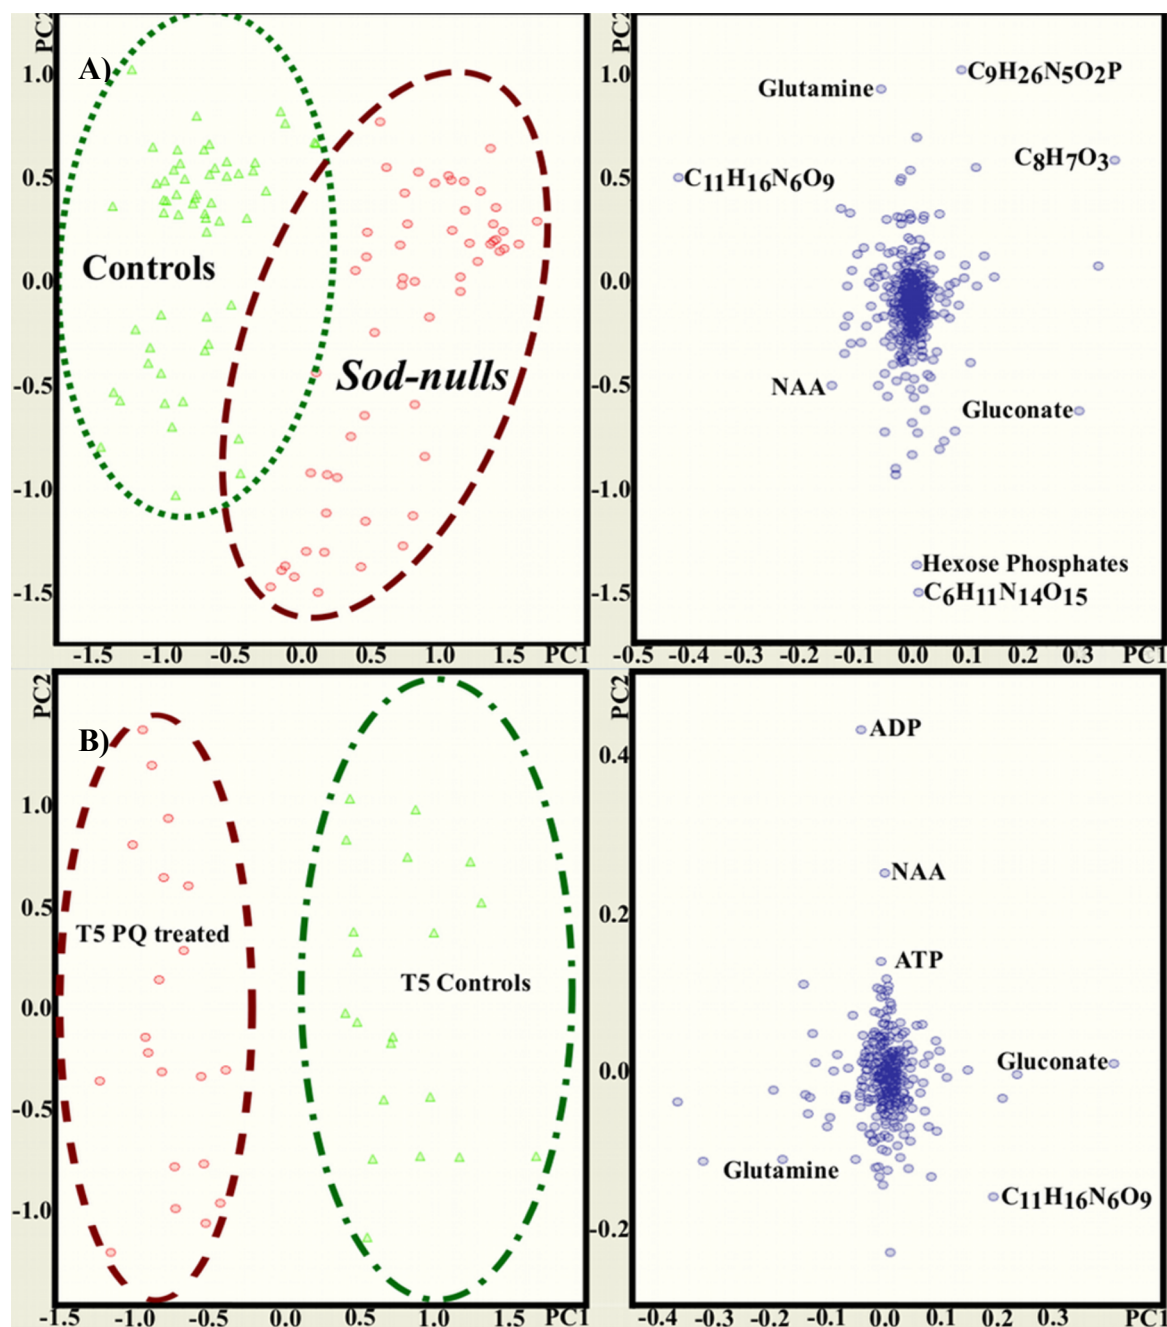 PC2
A)
1.0
0.5
0.0
-0.5
-1.0
-1.5
Controls
Sod-nulls
-1.5 -1.0 -0.5 0.0 0.5 1.0 1.5 PC1
PC2
1.0
0.5
0.0
-0.5
-1.0
-1.5
Glutamine
C9H26N5O2P
C8H7O3
C11H16N6O9
NAA
Gluconate
Hexose Phosphates
C6H11N14O15
-0.5 -0.4 -0.3 -0.2 -0.1 0.0 0.1 0.2 0.3 PC1
PC2
B)
1.0
0.5
0.0
-0.5
-1.0
T5 PQ treated
T5 Controls
-1.5 -1.0 -0.5 0.0 0.5 1.0 1.5 PC1
PC2
0.4
0.2
0.0
-0.2
ADP
NAA
ATP
Gluconate
Glutamine
C11H16N6O9
-0.4 -0.3 -0.2 -0.1 0.0 0.1 0.2 0.3 PC1